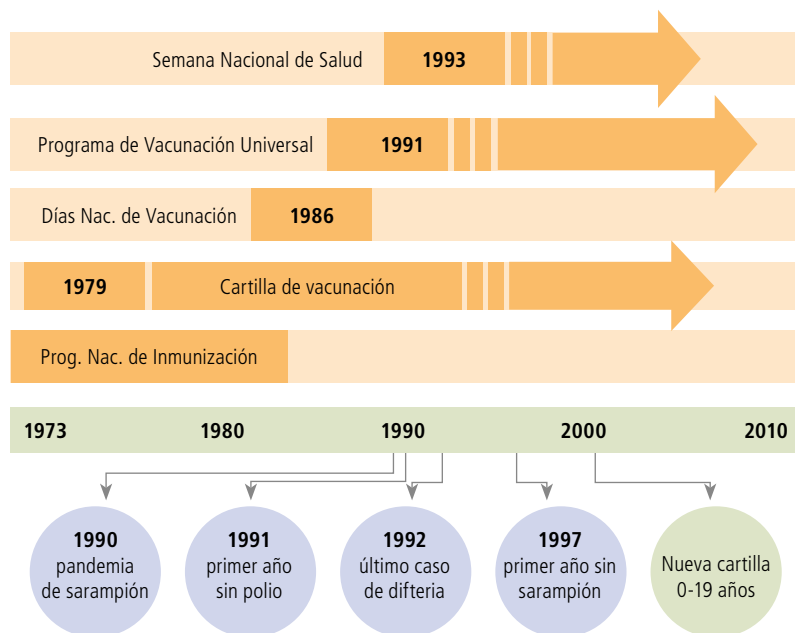 Semana Nacional de Salud 1993
Programa de Vacunación Universal 1991
Días Nac. de Vacunación 1986
1979 Cartilla de vacunación
Prog. Nac. de Inmunización
1973 1980 1990 2000 2010
1990
pandemia
de sarampión
1991
primer año
sin polio
1992
último caso
de difteria
1997
primer año sin
sarampión
Nueva cartilla
0-19 años